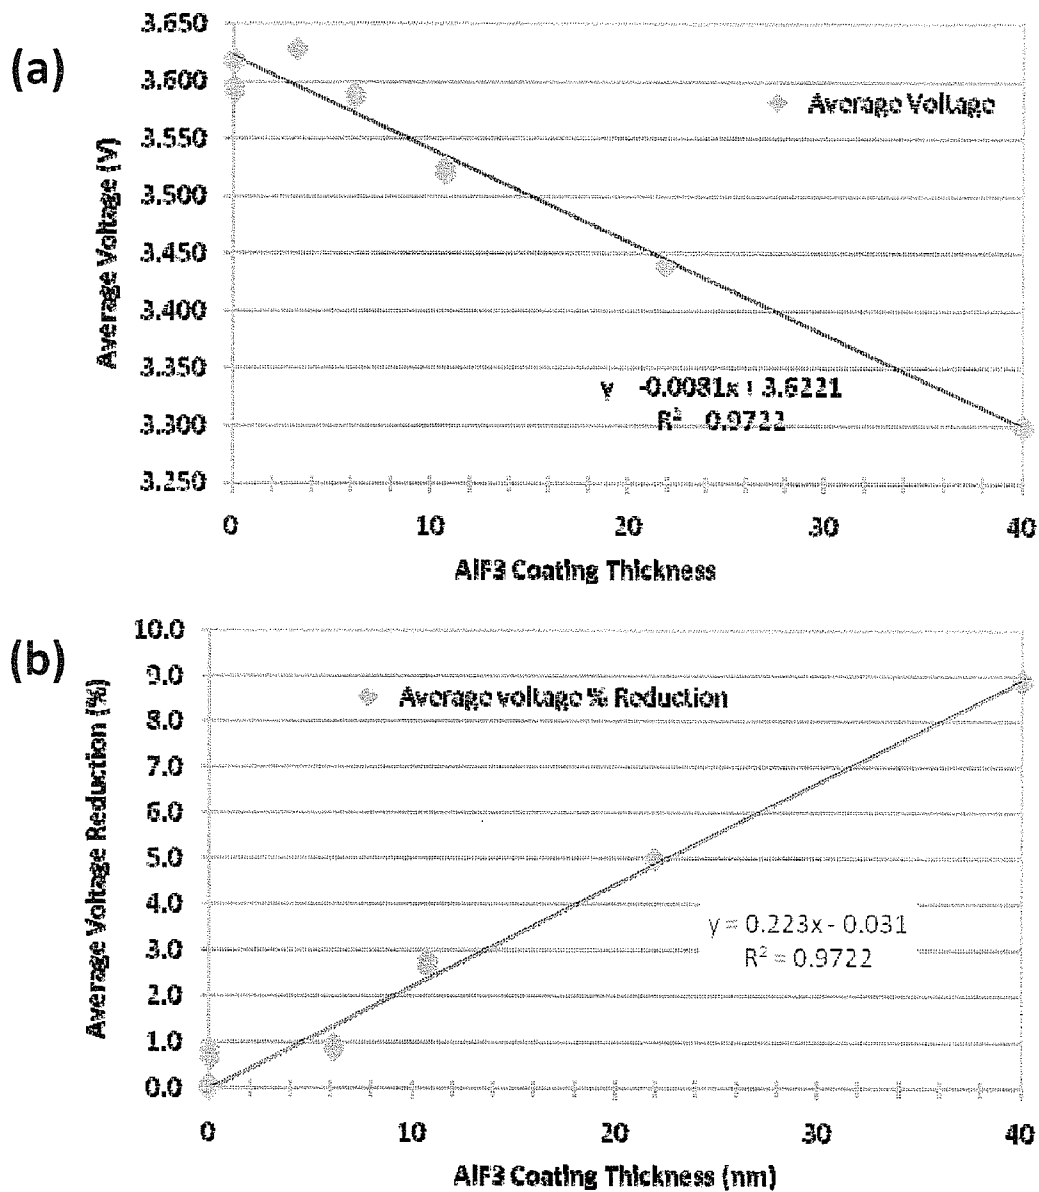 (a)
3.650
3.600
3.550
3.500
3.450
3.400
3.350
3.300
3.250
Average Voltage (V)
Average Voltage
y -0.0081x + 3.6221
R² 0.9722
0 10 20 30 40
AlF3 Coating Thickness
(b)
10.0
9.0
8.0
7.0
6.0
5.0
4.0
3.0
2.0
1.0
0.0
Average Voltage Reduction (%)
Average voltage % Reduction
y = 0.223x - 0.031
R² = 0.9722
0 10 20 30 40
AlF3 Coating Thickness (nm)